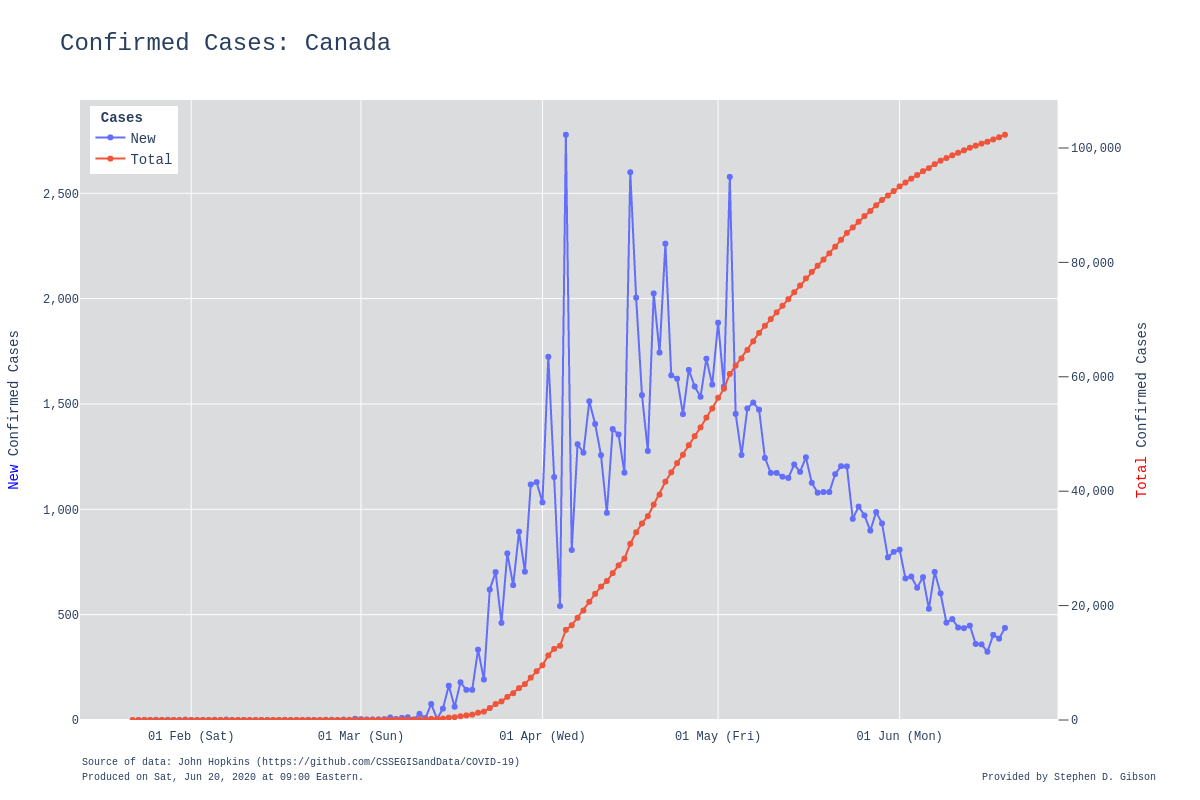 Confirmed Cases: Canada
Cases
New
Total
2,500
2,000
1,500
1,000
500
0
New Confirmed Cases
100,000
80,000
60,000
40,000
20,000
0
Total Confirmed Cases
01 Feb (Sat)
01 Mar (Sun)
01 Apr (Wed)
01 May (Fri)
01 Jun (Mon)
Source of data: John Hopkins (https://github.com/CSSEGISandData/COVID-19)
Produced on Sat, Jun 20, 2020 at 09:00 Eastern.
Provided by Stephen D. Gibson